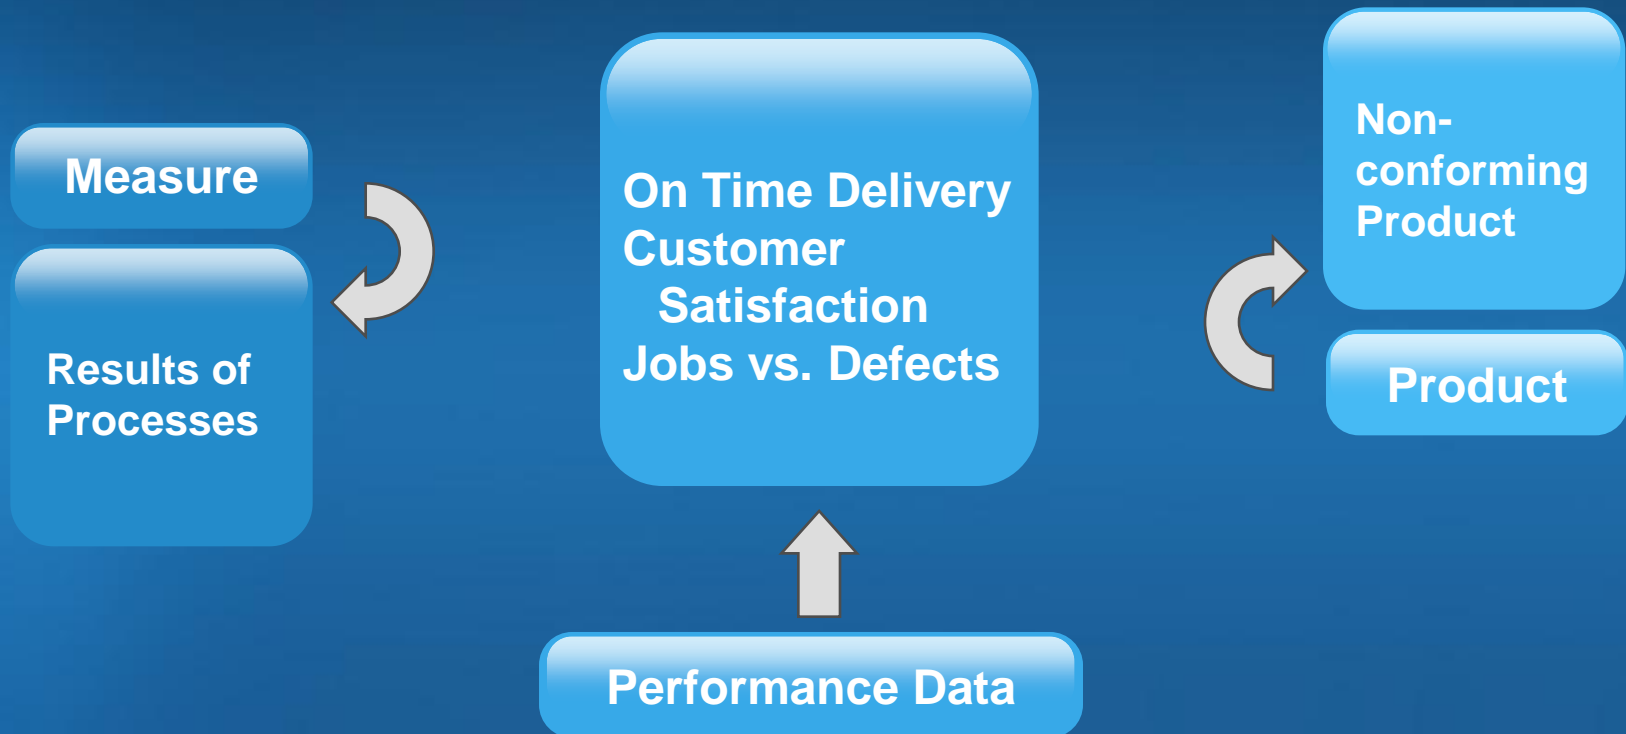 Measure
Results of
Processes
On Time Delivery
Customer
Satisfaction
Jobs vs. Defects
Performance Data
Non-
conforming
Product
Product